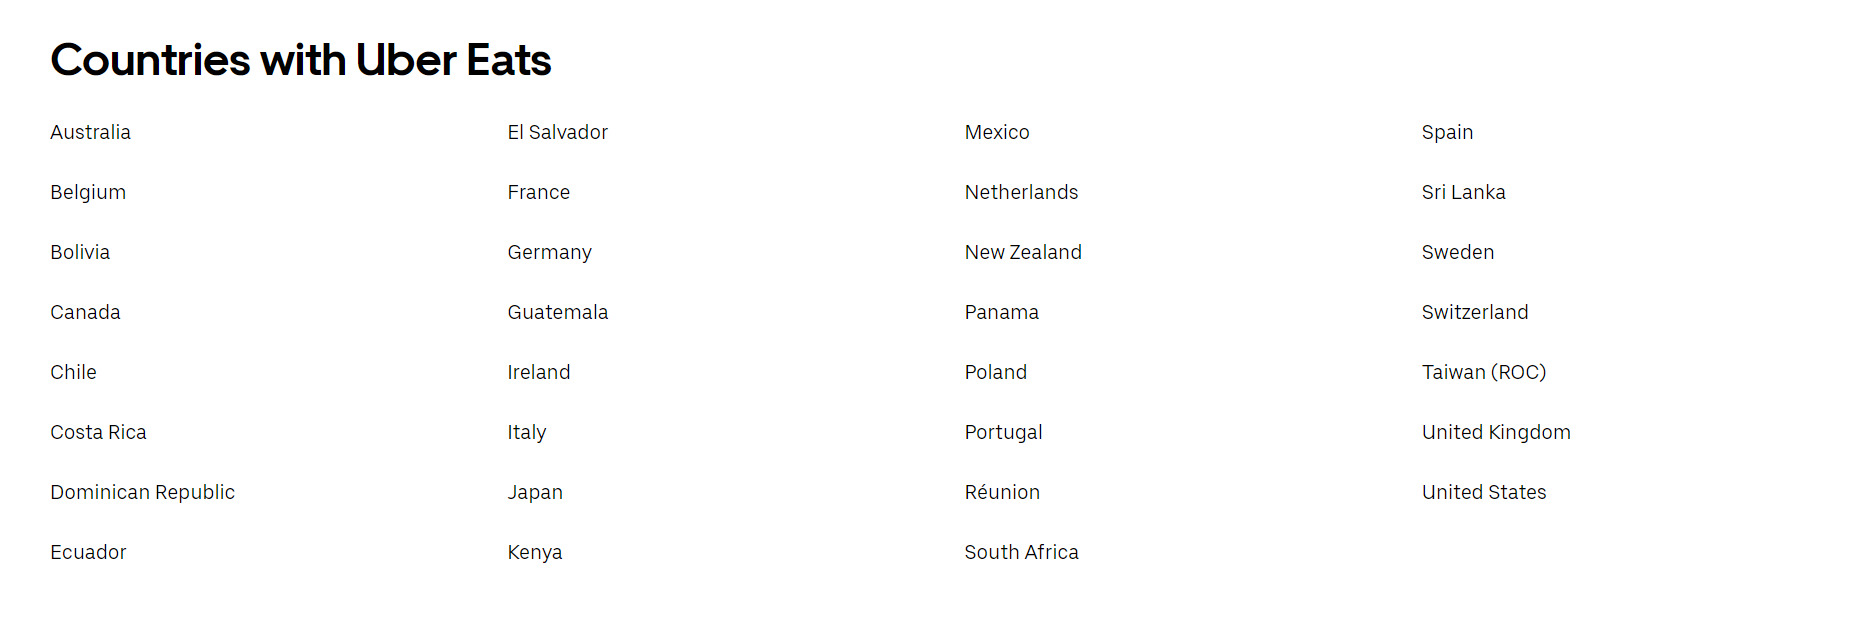 Countries with Uber Eats
Australia
Belgium
Bolivia
Canada
Chile
Costa Rica
Dominican Republic
Ecuador
El Salvador
France
Germany
Guatemala
Ireland
Italy
Japan
Kenya
Mexico
Netherlands
New Zealand
Panama
Poland
Portugal
Réunion
South Africa
Spain
Sri Lanka
Sweden
Switzerland
Taiwan (ROC)
United Kingdom
United States